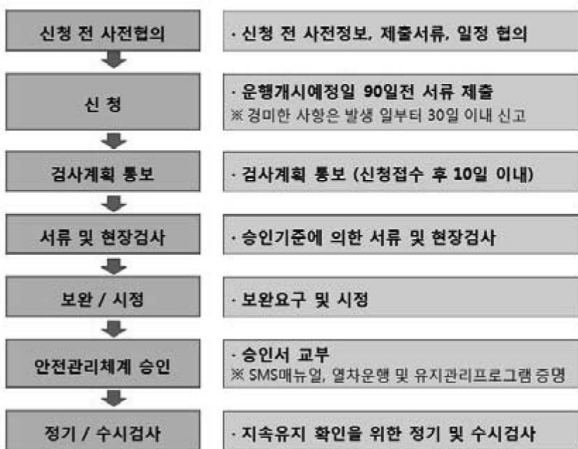 신청 전 사전협의
· 신청 전 사전정보, 제출서류, 일정 협의
신 청
· 운행개시예정일 90일전 서류 제출
※ 경미한 사항은 발생 일부터 30일 이내 신고
검사계획 통보
· 검사계획 통보 (신청접수 후 10일 이내)
서류 및 현장검사
· 승인기준에 의한 서류 및 현장검사
보완 / 시정
· 보완요구 및 시정
안전관리체계 승인
· 승인서 교부
※ SMS매뉴얼, 열차운행 및 유지관리프로그램 증명
정기 / 수시검사
· 지속유지 확인을 위한 정기 및 수시검사